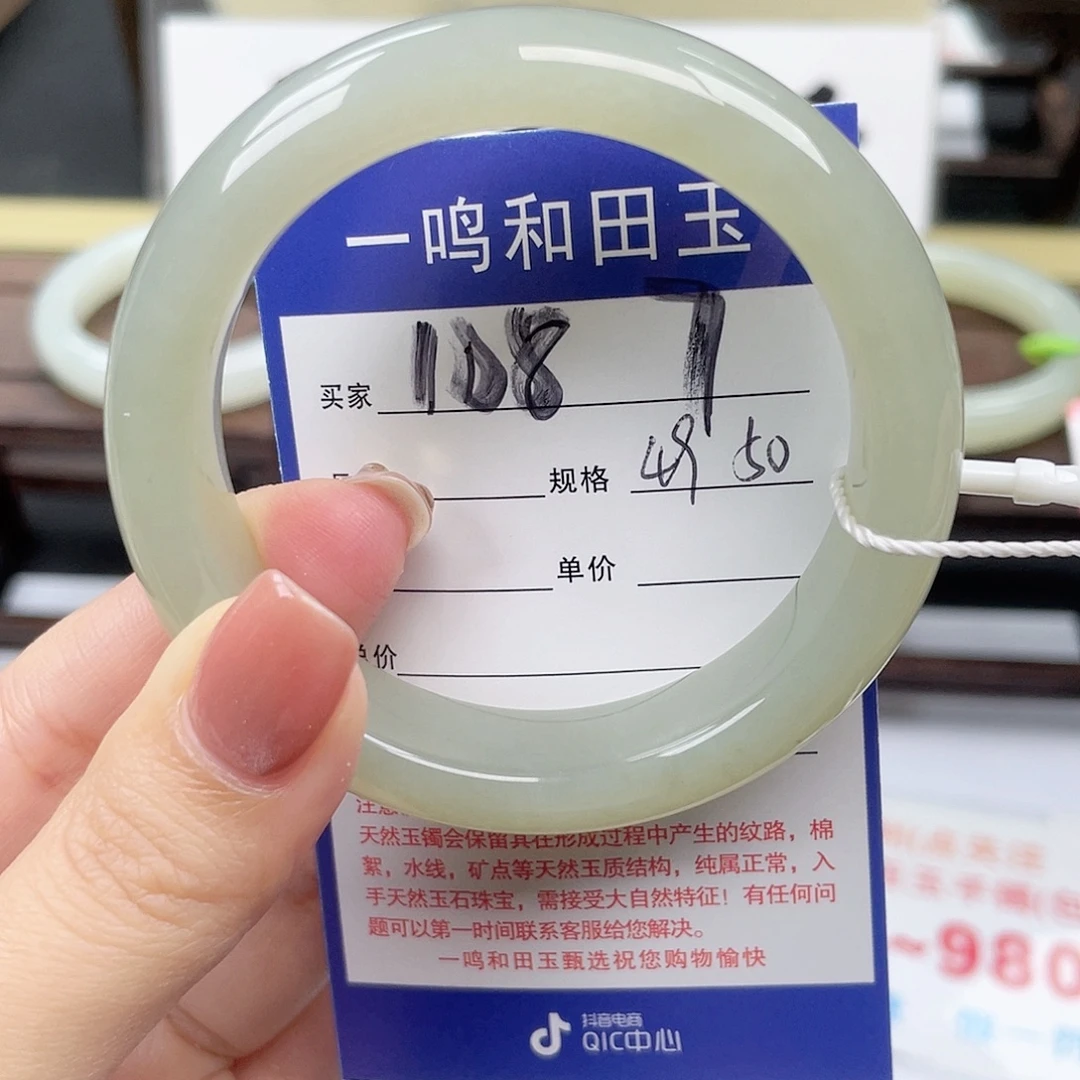 一鸣和田玉
买家 108 7
规格 49 50
单价
价
天然玉镯会保留其在形成过程中产生的纹路，棉
絮，水线，矿点等天然玉质结构，纯属正常，入
手天然玉石珠宝，需接受大自然特征！有任何问
题可以第一时间联系客服给您解决。
一鸣和田玉甄选祝您购物愉快
抖音电商
QIC中心
~980